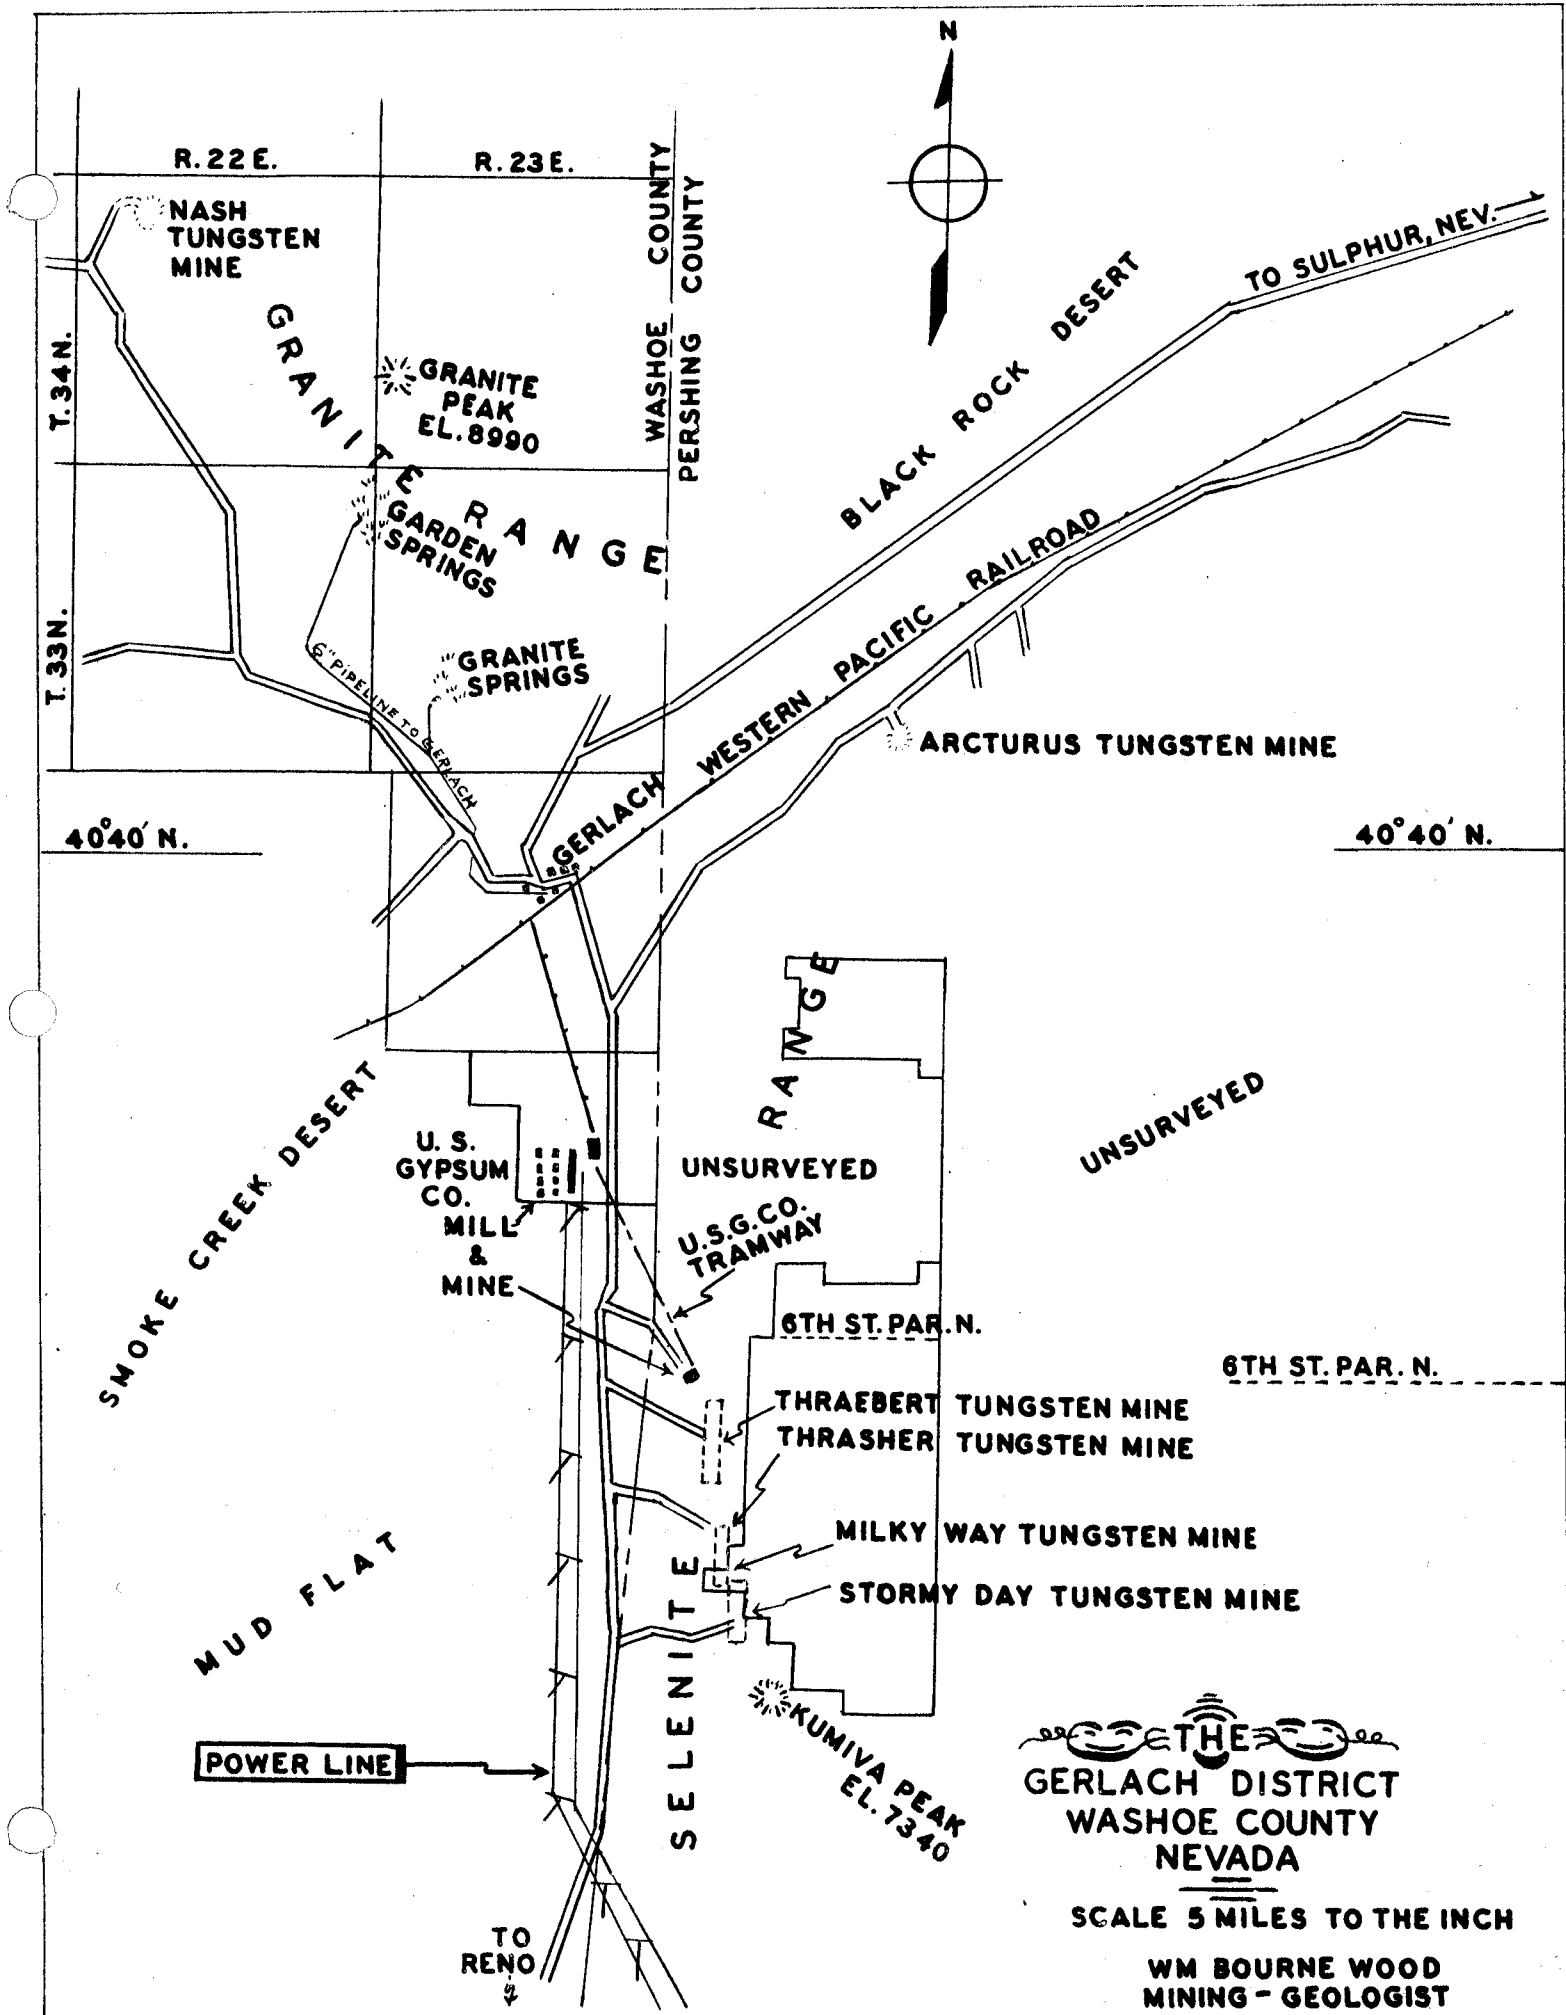 N
R. 22 E.
R. 23 E.
WASHOE COUNTY
PERSHING COUNTY
NASH
TUNGSTEN
MINE
TO SULPHUR, NEV.
T. 34 N.
GRANITE RANGE
GRANITE
PEAK
EL. 8990
BLACK ROCK DESERT
GARDEN
SPRINGS
T. 33 N.
6" PIPELINE TO GERLACH
GRANITE
SPRINGS
WESTERN PACIFIC RAILROAD
ARCTURUS TUNGSTEN MINE
GERLACH
40°40' N.
40°40' N.
SMOKE CREEK DESERT
U. S.
GYPSUM
CO.
MILL
&
MINE
UNSURVEYED
UNSURVEYED
U.S.G.CO.
TRAMWAY
6TH ST. PAR. N.
6TH ST. PAR. N.
THRAEBERT TUNGSTEN MINE
THRASHER TUNGSTEN MINE
MILKY WAY TUNGSTEN MINE
STORMY DAY TUNGSTEN MINE
MUD FLAT
SELENITE RANGE
KUMIVA PEAK
EL. 7340
POWER LINE
TO
RENO
THE
GERLACH DISTRICT
WASHOE COUNTY
NEVADA
SCALE 5 MILES TO THE INCH
WM BOURNE WOOD
MINING - GEOLOGIST